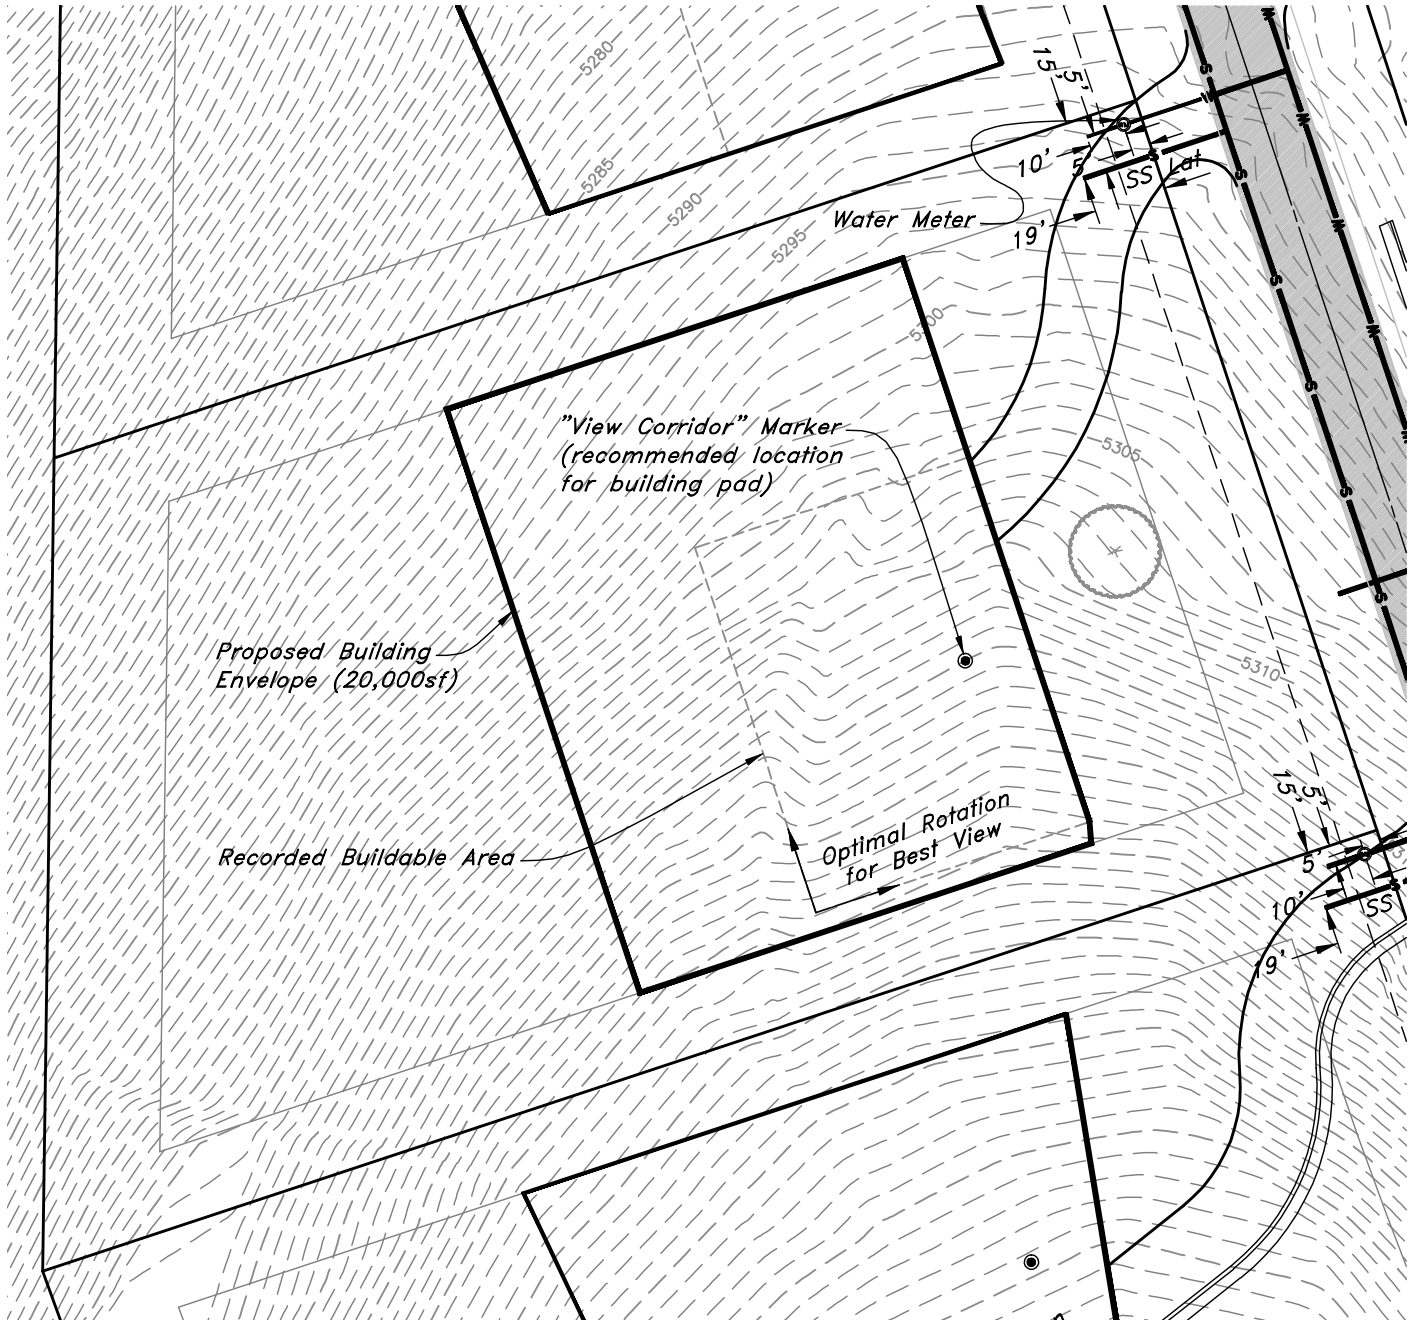 5280
15'
5'
5285
10'
5'
SS Lat
5290
Water Meter
19'
5295
5300
"View Corridor" Marker
(recommended location
for building pad)
5305
Proposed Building
Envelope (20,000sf)
5310
15'
5'
Optimal Rotation
for Best View
Recorded Buildable Area
5'
10'
SS
19'
S
S
S
S
S
S
S
S
W
W
W
W
W